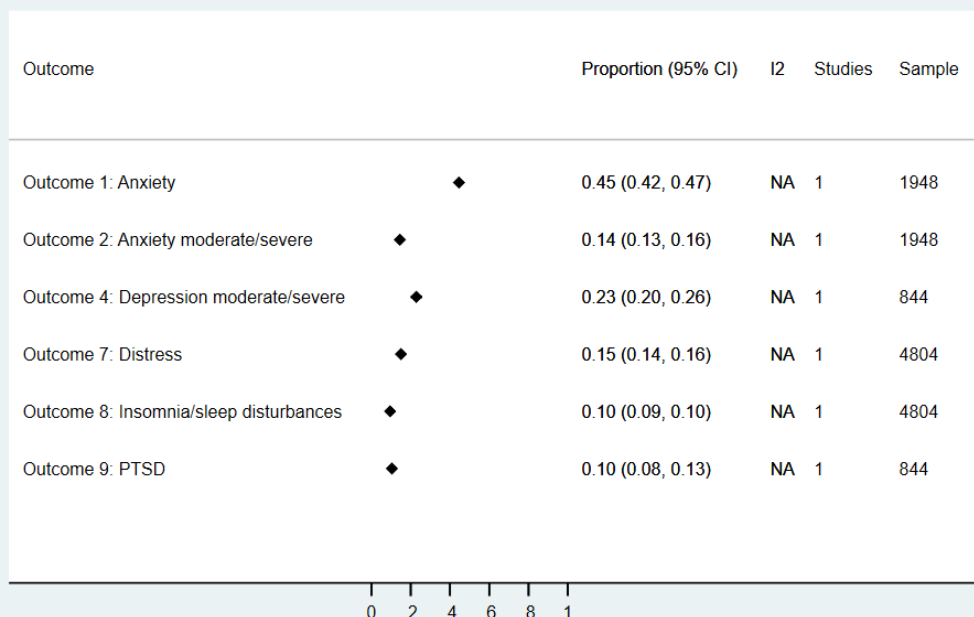 Outcome Proportion (95% CI) I2 Studies Sample
Outcome 1: Anxiety 0.45 (0.42, 0.47) NA 1 1948
Outcome 2: Anxiety moderate/severe 0.14 (0.13, 0.16) NA 1 1948
Outcome 4: Depression moderate/severe 0.23 (0.20, 0.26) NA 1 844
Outcome 7: Distress 0.15 (0.14, 0.16) NA 1 4804
Outcome 8: Insomnia/sleep disturbances 0.10 (0.09, 0.10) NA 1 4804
Outcome 9: PTSD 0.10 (0.08, 0.13) NA 1 844
0 2 4 6 8 1